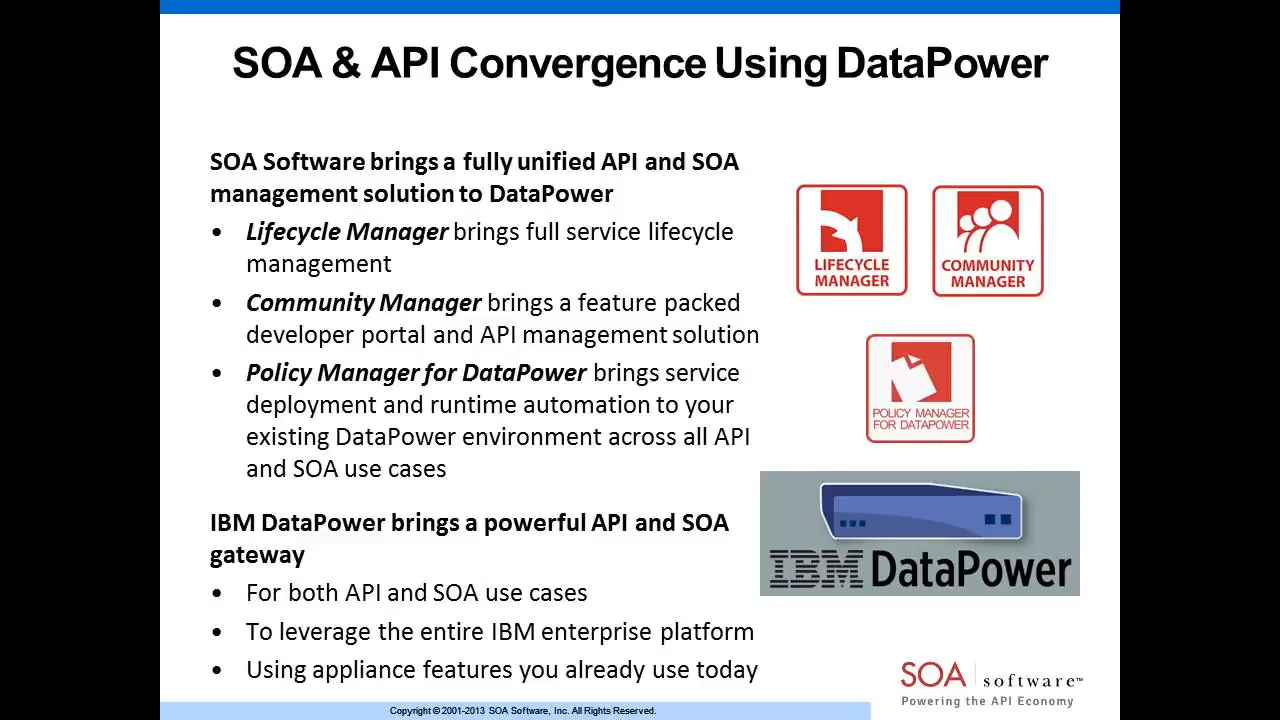 SOA & API Convergence Using DataPower
SOA Software brings a fully unified API and SOA
management solution to DataPower
• Lifecycle Manager brings full service lifecycle
management
• Community Manager brings a feature packed
developer portal and API management solution
• Policy Manager for DataPower brings service
deployment and runtime automation to your
existing DataPower environment across all API
and SOA use cases
IBM DataPower brings a powerful API and SOA
gateway
• For both API and SOA use cases
• To leverage the entire IBM enterprise platform
• Using appliance features you already use today
LIFECYCLE
MANAGER
COMMUNITY
MANAGER
POLICY MANAGER
FOR DATAPOWER
IBM DataPower
SOA software™
Powering the API Economy
Copyright © 2001-2013 SOA Software, Inc. All Rights Reserved.